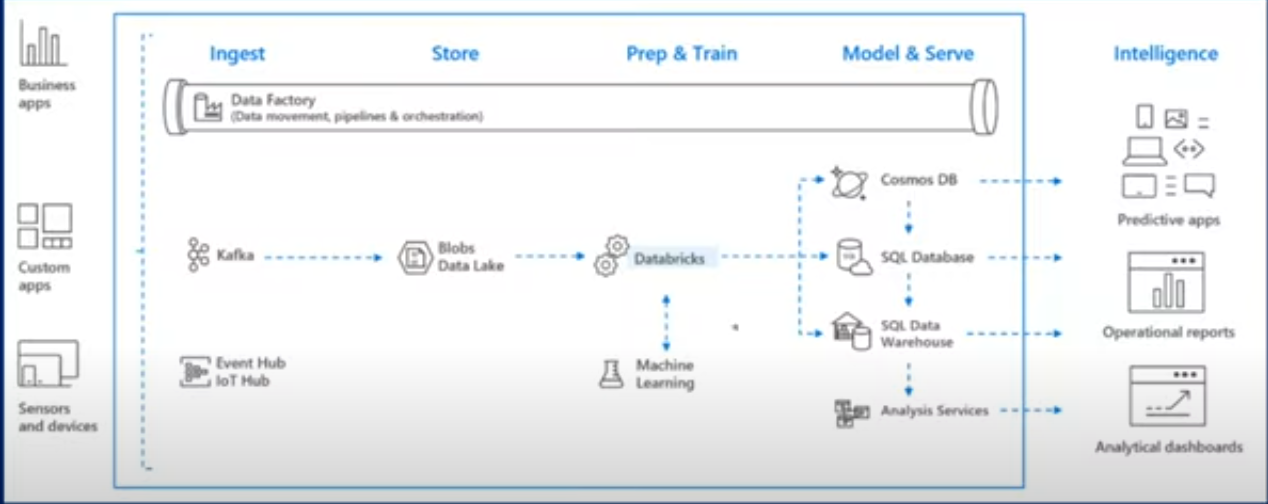 Ingest
Store
Prep & Train
Model & Serve
Intelligence
Business
apps
Custom
apps
Sensors
and devices
Data Factory
(Data movement, pipelines & orchestration)
Kafka
Event Hub
IoT Hub
Blobs
Data Lake
Databricks
Machine
Learning
Cosmos DB
SQL Database
SQL Data
Warehouse
Analysis Services
Predictive apps
Operational reports
Analytical dashboards